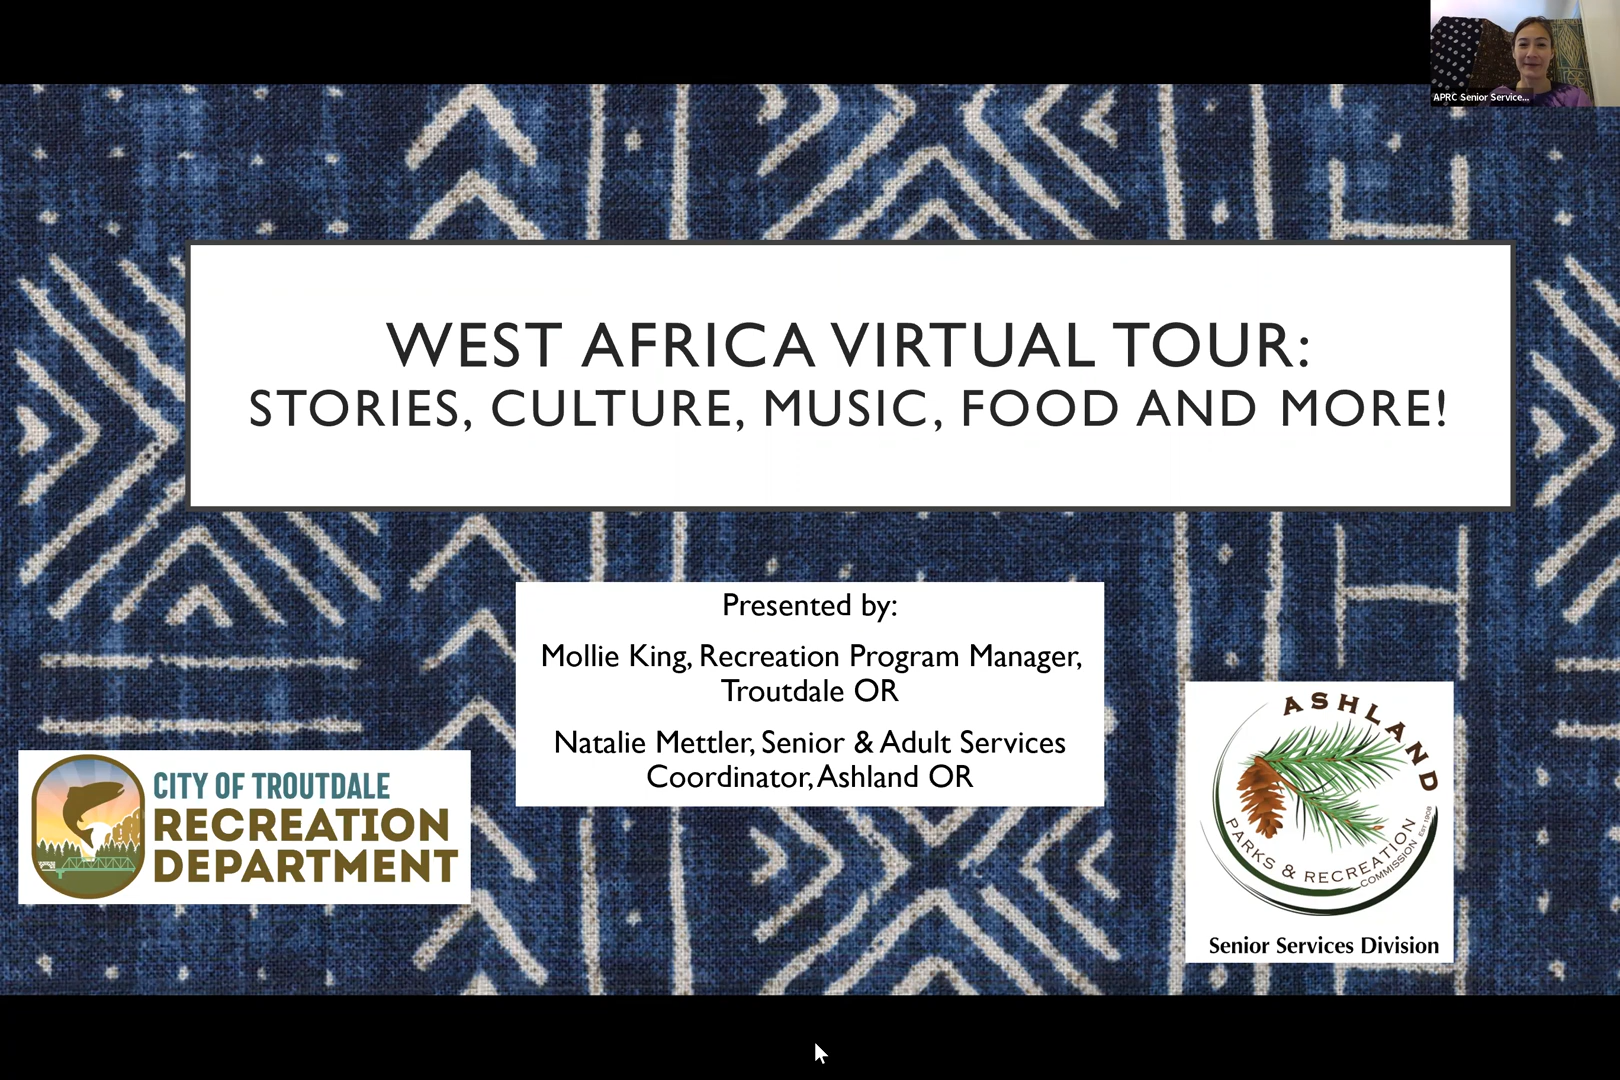 APRC Senior Service...
WEST AFRICA VIRTUAL TOUR:
STORIES, CULTURE, MUSIC, FOOD AND MORE!
Presented by:
Mollie King, Recreation Program Manager,
Troutdale OR
Natalie Mettler, Senior & Adult Services
Coordinator, Ashland OR
CITY OF TROUTDALE
RECREATION
DEPARTMENT
ASHLAND
PARKS & RECREATION
COMMISSION EST 1908
Senior Services Division